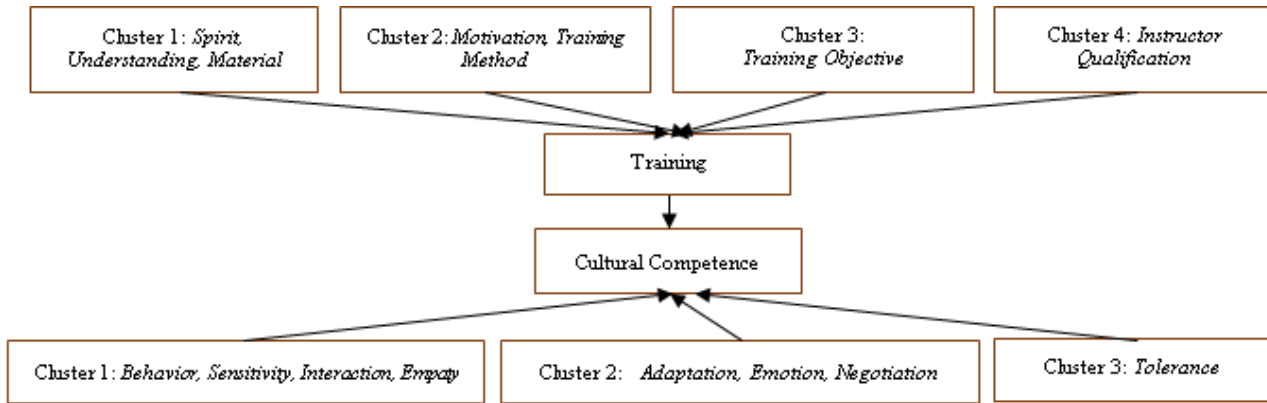 Cluster 1: Spirit,
Understanding, Material
Cluster 2: Motivation, Training
Method
Cluster 3:
Training Objective
Cluster 4: Instructor
Qualification
Training
Cultural Competence
Cluster 1: Behavior, Sensitivity, Interaction, Empaty
Cluster 2: Adaptation, Emotion, Negotiation
Cluster 3: Tolerance